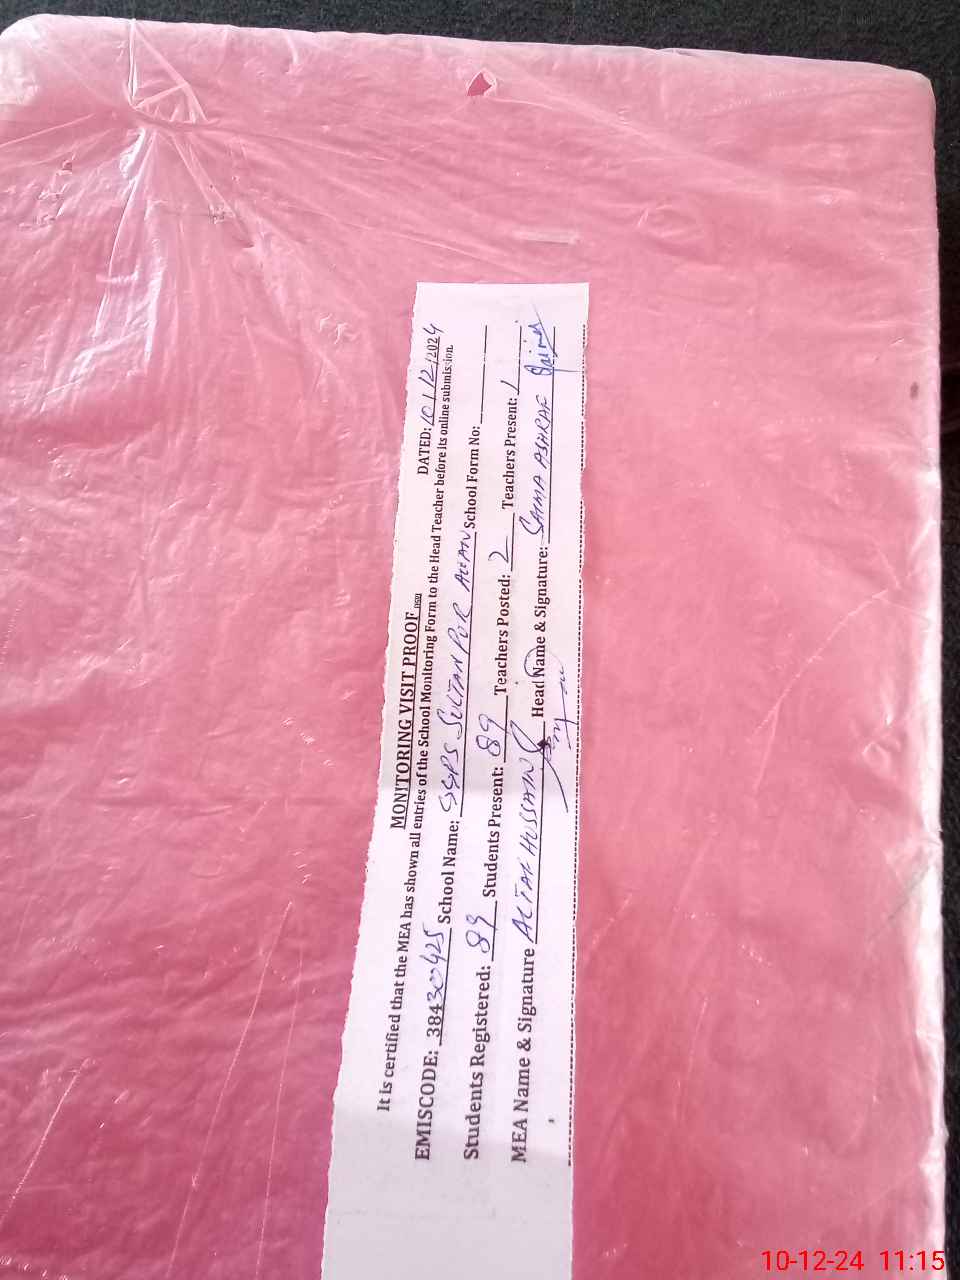 MONITORING VISIT PROOF DSD
DATED: 10/12/2024
It is certified that the MEA has shown all entries of the School Monitoring Form to the Head Teacher before its online submission.
EMISCODE: 38430425 School Name: GGPS SULTAN PUR ALIAN School Form No:
Students Registered: 89 Students Present: 89 Teachers Posted: 2 Teachers Present: 1
MEA Name & Signature ALTAF HUSSAIN Head Name & Signature: SAIMA ASHRAF
10-12-24 11:15